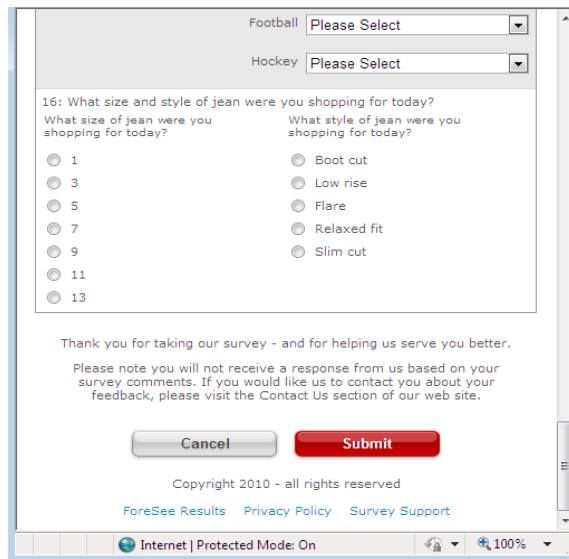 Football Please Select
Hockey Please Select
16: What size and style of jean were you shopping for today?
What size of jean were you
shopping for today?
1
3
5
7
9
11
13
What style of jean were you
shopping for today?
Boot cut
Low rise
Flare
Relaxed fit
Slim cut
Thank you for taking our survey - and for helping us serve you better.
Please note you will not receive a response from us based on your
survey comments. If you would like us to contact you about your
feedback, please visit the Contact Us section of our web site.
Cancel Submit
Copyright 2010 - all rights reserved
ForeSee Results Privacy Policy Survey Support
Internet | Protected Mode: On 100%